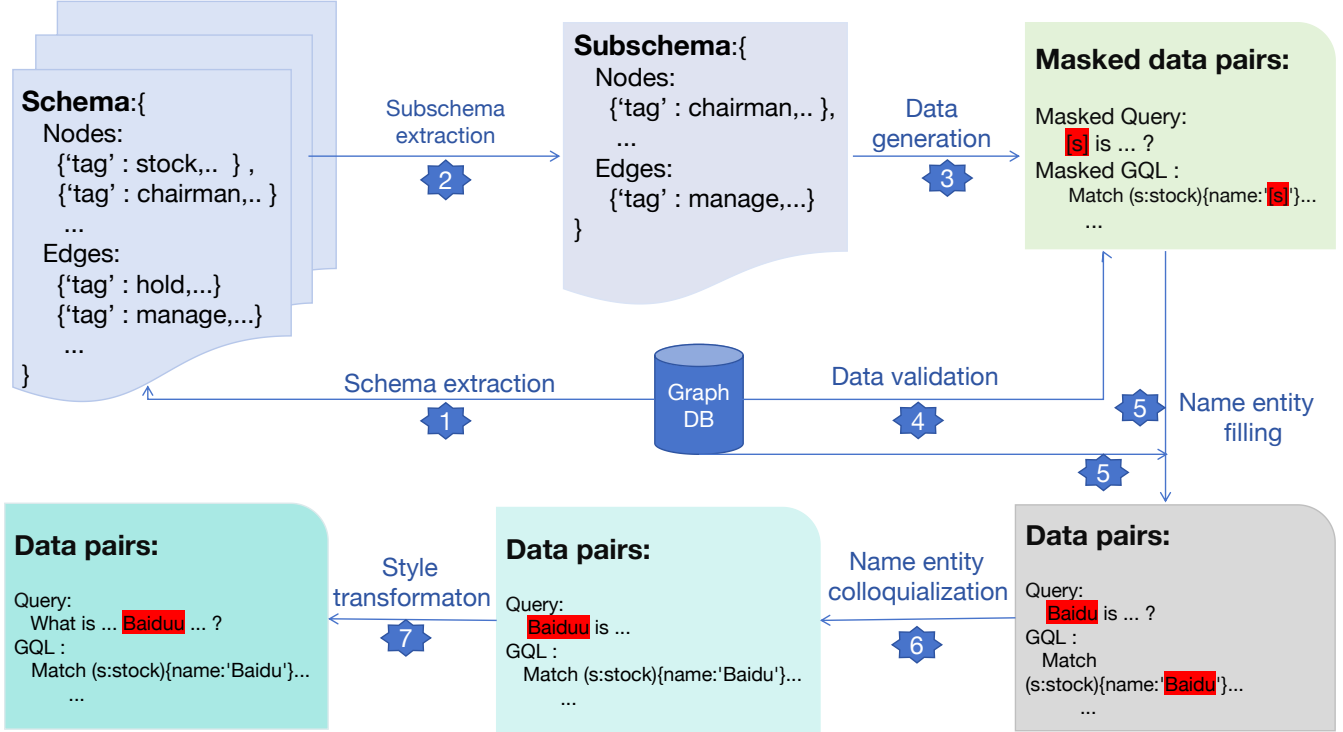 Schema:{
Nodes:
{‘tag’ : stock,.. } ,
{‘tag’ : chairman,.. }
...
Edges:
{‘tag’ : hold,...}
{‘tag’ : manage,...}
...
}
Subschema
extraction
2
Subschema:{
Nodes:
{‘tag’ : chairman,.. },
...
Edges:
{‘tag’ : manage,...}
}
Data
generation
3
Masked data pairs:
Masked Query:
[s] is ... ?
Masked GQL :
Match (s:stock){name:'[s]'}...
...
Schema extraction
1
Graph
DB
Data validation
4
5
Name entity
filling
5
Data pairs:
Query:
What is ... Baiduu ... ?
GQL :
Match (s:stock){name:'Baidu'}...
...
Style
transformaton
7
Data pairs:
Query:
Baiduu is ...
GQL :
Match (s:stock){name:'Baidu'}...
...
Name entity
colloquialization
6
Data pairs:
Query:
Baidu is ... ?
GQL :
Match
(s:stock){name:'Baidu'}...
...